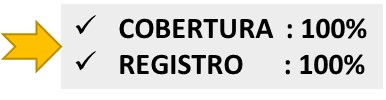 ✓ COBERTURA : 100%
✓ REGISTRO : 100%